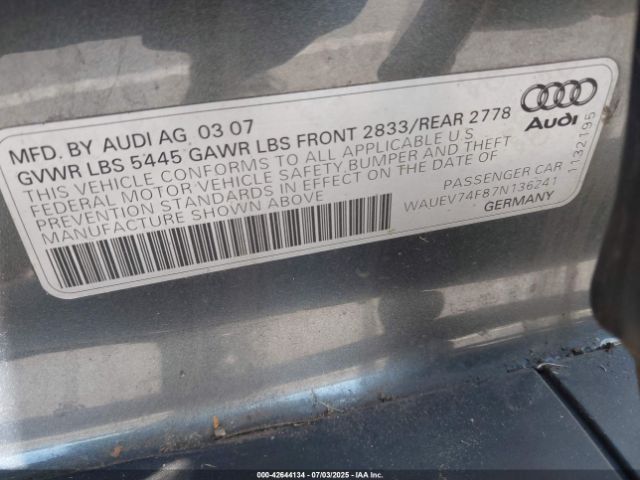 MFD. BY AUDI AG 03 07
GVWR LBS 5445 GAWR LBS FRONT 2833/REAR 2778
THIS VEHICLE CONFORMS TO ALL APPLICABLE U S
FEDERAL MOTOR VEHICLE SAFETY,BUMPER AND THEFT
PREVENTION STANDARDS IN EFFECT ON THE DATE OF
MANUFACTURE SHOWN ABOVE
Audi
1132195
PASSENGER CAR
WAUEV74F87N136241
GERMANY
000-42644134 - 07/03/2025 - IAA Inc.